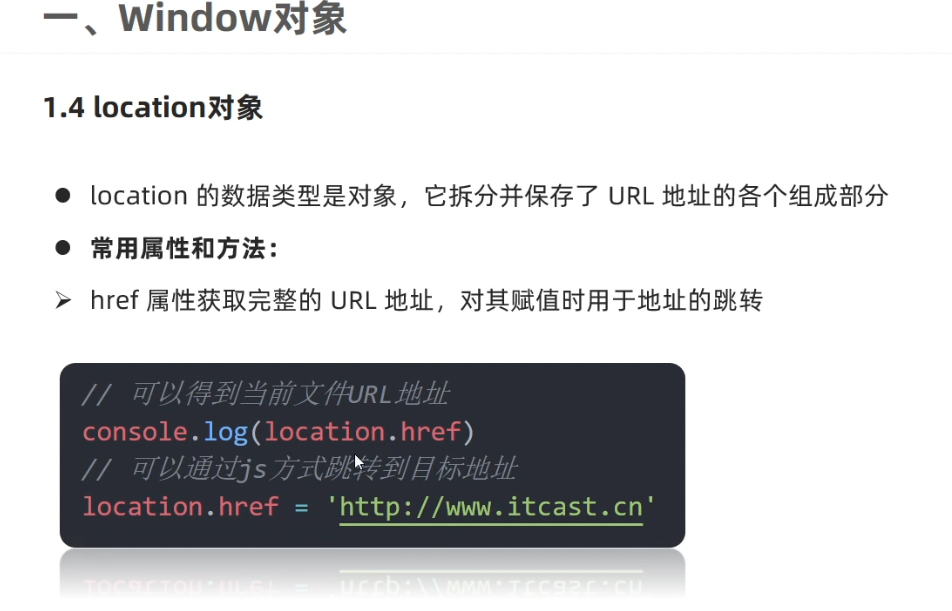 一、Window对象
1.4 location对象
● location 的数据类型是对象，它拆分并保存了 URL 地址的各个组成部分
● 常用属性和方法：
➢ href 属性获取完整的 URL 地址，对其赋值时用于地址的跳转
// 可以得到当前文件URL地址
console.log(location.href)
// 可以通过js方式跳转到目标地址
location.href = 'http://www.itcast.cn'